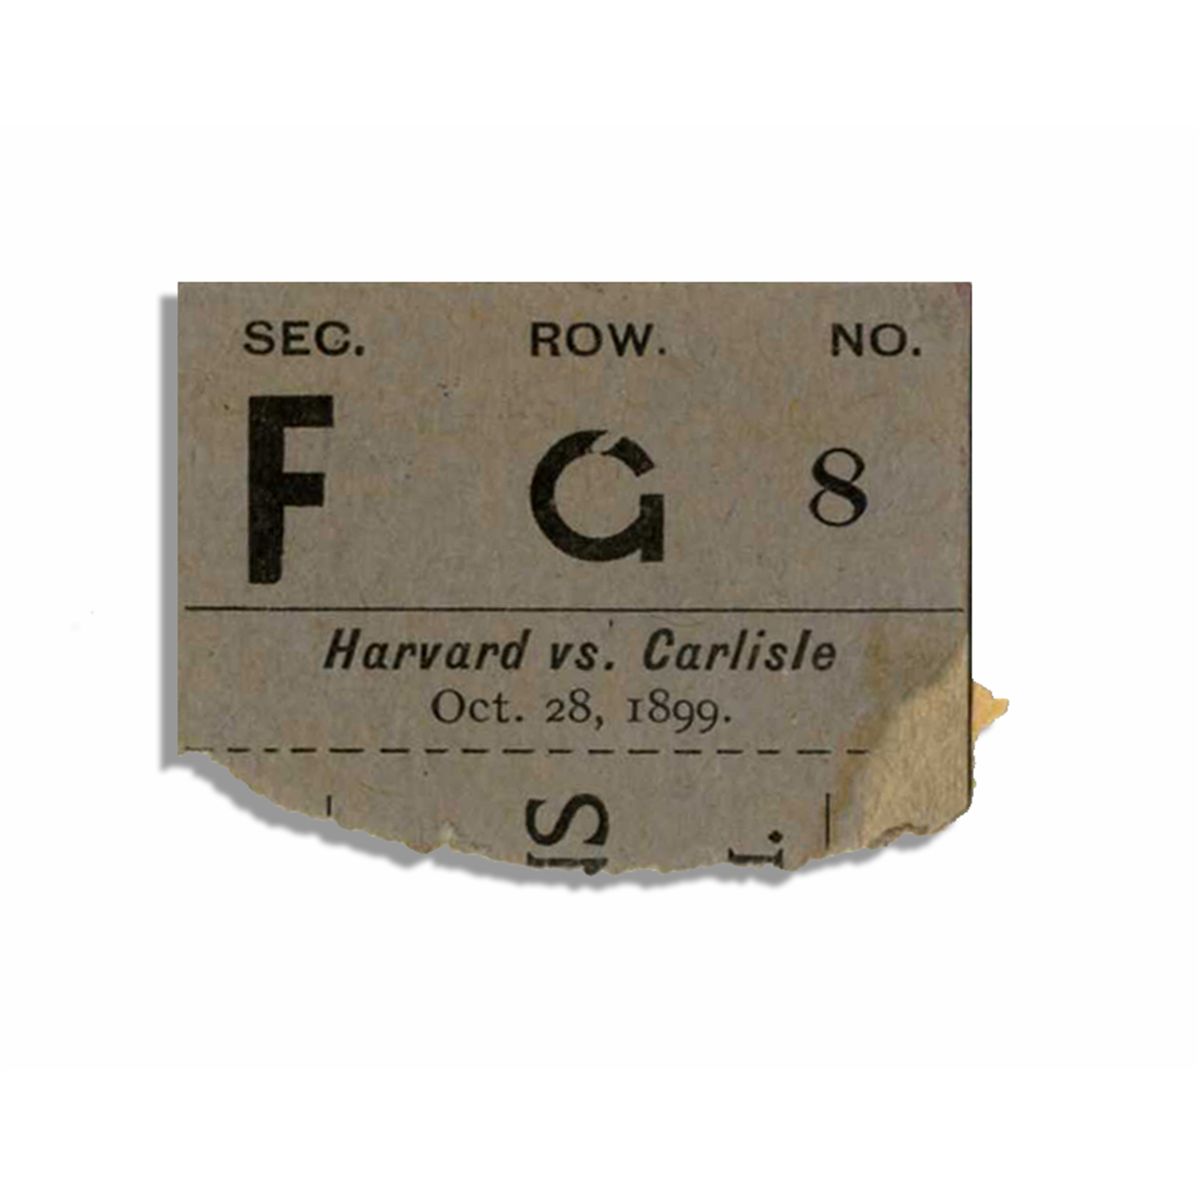 SEC. ROW. NO.
F G 8
Harvard vs. Carlisle
Oct. 28, 1899.